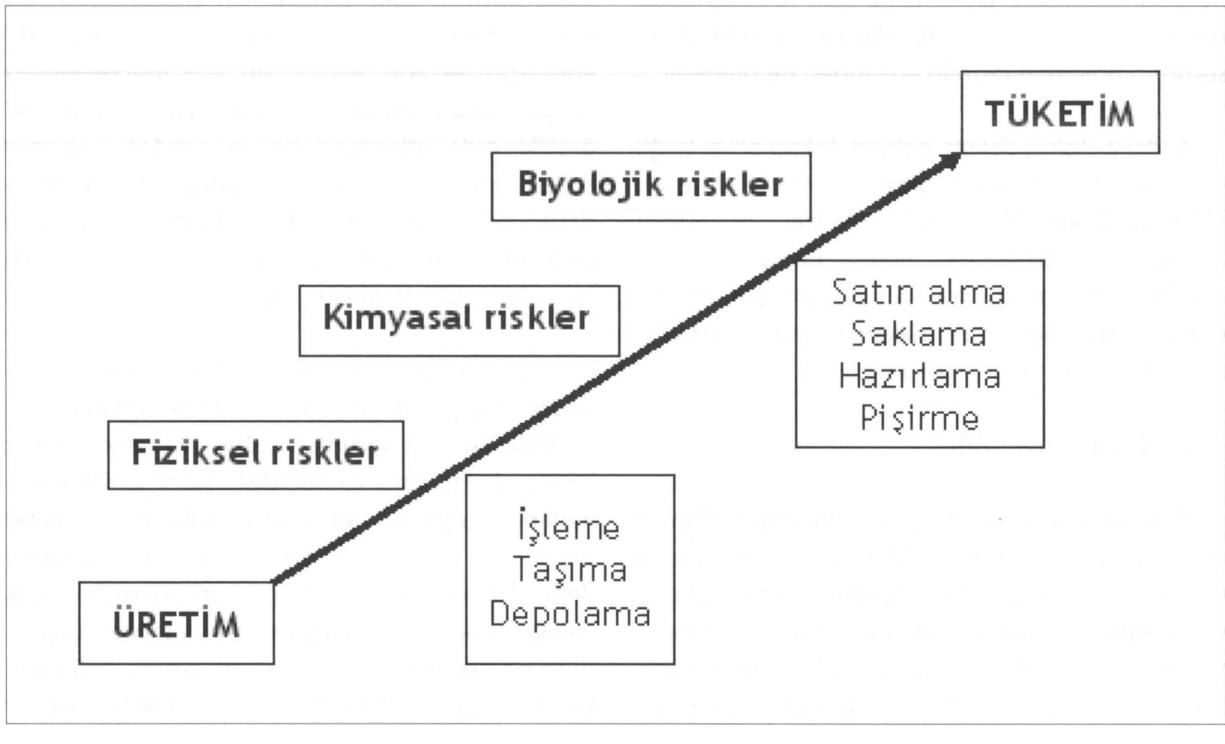 TÜKETİM
Biyolojik riskler
Satın alma
Saklama
Hazırlama
Pişirme
Kimyasal riskler
Fiziksel riskler
İşleme
Taşıma
Depolama
ÜRETİM